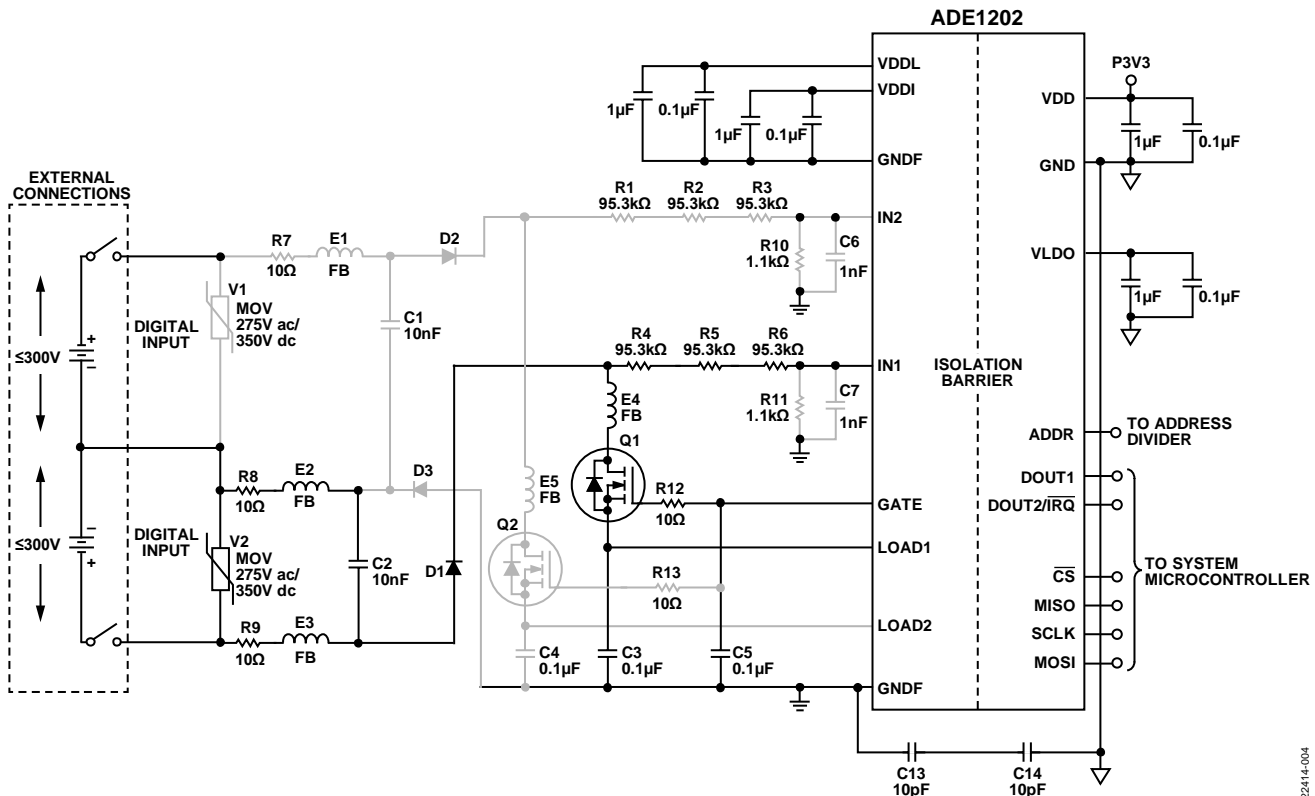 ADE1202
VDDL
VDDI
1µF
0.1µF
1µF
0.1µF
GNDF
P3V3
VDD
1µF
0.1µF
GND
EXTERNAL
CONNECTIONS
R1
95.3kΩ
R2
95.3kΩ
R3
95.3kΩ
IN2
R7
10Ω
E1
FB
D2
R10
1.1kΩ
C6
1nF
VLDO
1µF
0.1µF
+
–
≤300V
DIGITAL
INPUT
V1
MOV
275V ac/
350V dc
C1
10nF
R4
95.3kΩ
R5
95.3kΩ
R6
95.3kΩ
IN1
ISOLATION
BARRIER
R11
1.1kΩ
C7
1nF
E4
FB
Q1
ADDR
TO ADDRESS
DIVIDER
R8
10Ω
E2
FB
D3
E5
FB
R12
10Ω
GATE
DOUT1
DOUT2/IRQ
≤300V
–
+
DIGITAL
INPUT
V2
MOV
275V ac/
350V dc
C2
10nF
D1
Q2
LOAD1
R13
10Ω
CS
MISO
SCLK
MOSI
TO SYSTEM
MICROCONTROLLER
R9
10Ω
E3
FB
LOAD2
C4
0.1µF
C3
0.1µF
C5
0.1µF
GNDF
C13
10pF
C14
10pF
22414-004